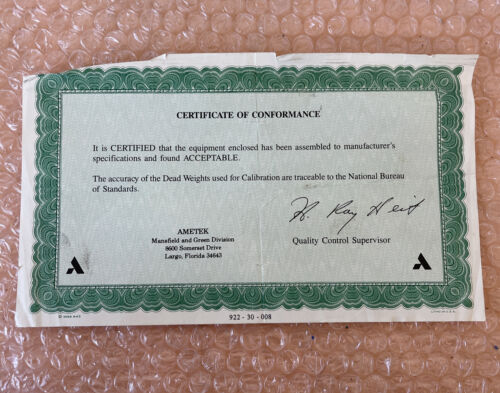 CERTIFICATE OF CONFORMANCE
It is CERTIFIED that the equipment enclosed has been assembled to manufacturer's
specifications and found ACCEPTABLE.
The accuracy of the Dead Weights used for Calibration are traceable to the National Bureau
of Standards.
AMETEK
Mansfield and Green Division
8600 Somerset Drive
Largo, Florida 34643
Quality Control Supervisor
922-30-008